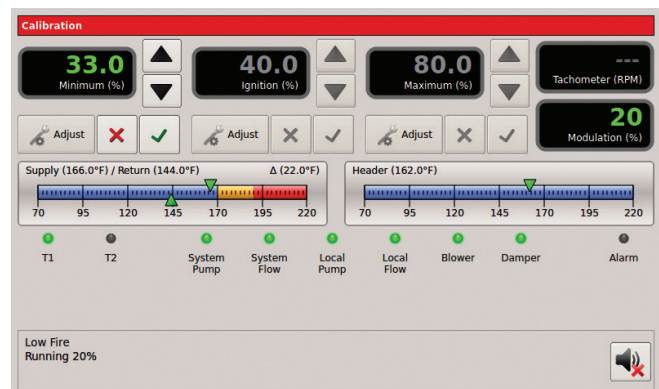 Calibration
33.0
Minimum (%)
40.0
Ignition (%)
80.0
Maximum (%)
---
Tachometer (RPM)
Adjust
Adjust
Adjust
20
Modulation (%)
Supply (166.0°F) / Return (144.0°F) Δ (22.0°F)
70 95 120 145 170 195 220
Header (162.0°F)
70 95 120 145 170 195 220
T1
T2
System Pump
System Flow
Local Pump
Local Flow
Blower
Damper
Alarm
Low Fire
Running 20%